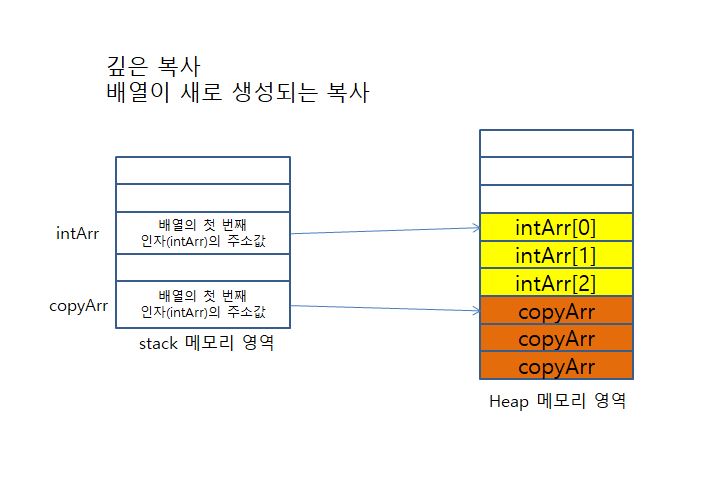 깊은 복사
배열이 새로 생성되는 복사
intArr
배열의 첫 번째
인자(intArr)의 주소값
copyArr
배열의 첫 번째
인자(intArr)의 주소값
stack 메모리 영역
intArr[0]
intArr[1]
intArr[2]
copyArr
copyArr
copyArr
Heap 메모리 영역